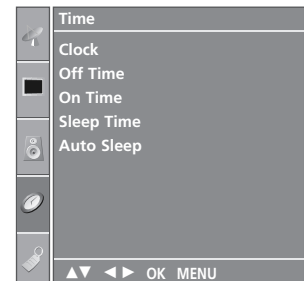 Time
Clock
Off Time
On Time
Sleep Time
Auto Sleep
▲▼ ◄► OK MENU